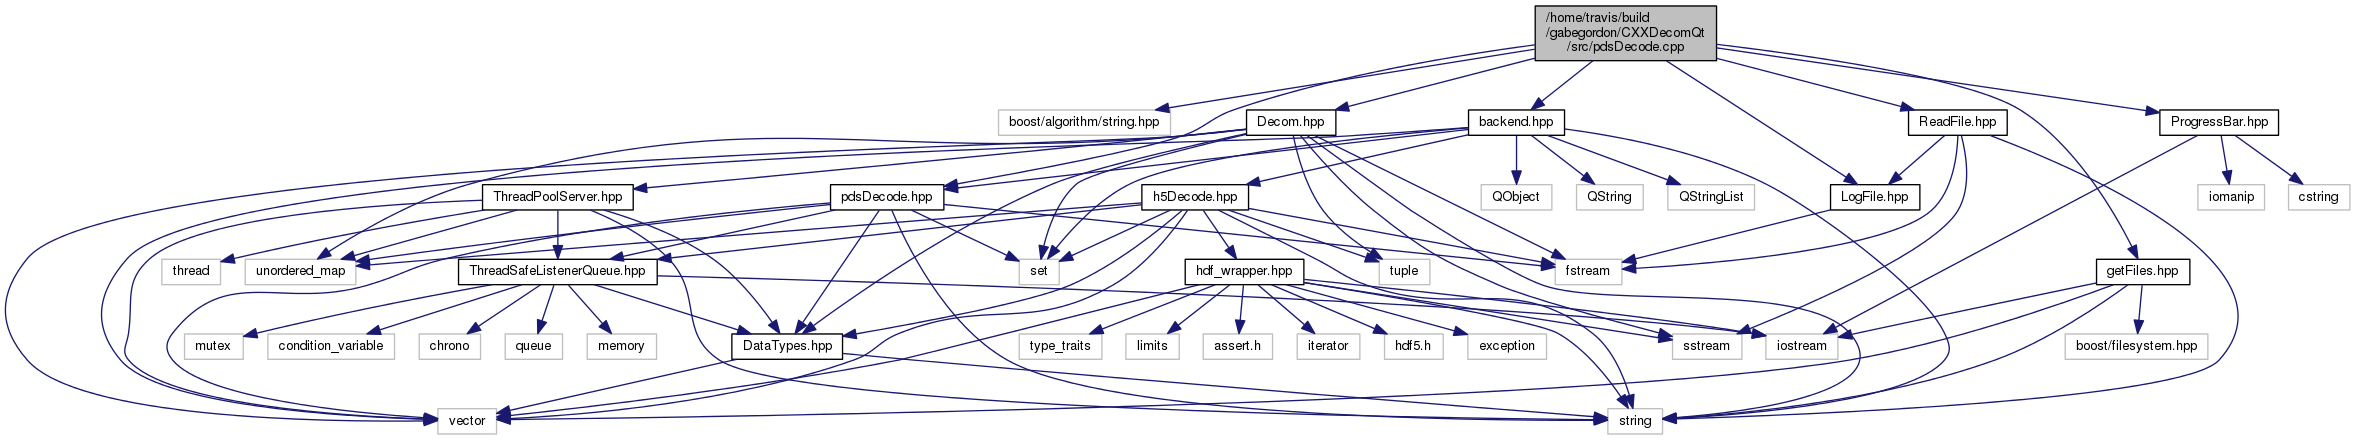 /home/travis/build
/gabegordon/CXXDecomQt
/src/pdsDecode.cpp
boost/algorithm/string.hpp
Decom.hpp
backend.hpp
ReadFile.hpp
ProgressBar.hpp
ThreadPoolServer.hpp
pdsDecode.hpp
h5Decode.hpp
QObject
QString
QStringList
LogFile.hpp
iomanip
cstring
thread
unordered_map
ThreadSafeListenerQueue.hpp
set
hdf_wrapper.hpp
tuple
fstream
getFiles.hpp
mutex
condition_variable
chrono
queue
memory
DataTypes.hpp
type_traits
limits
assert.h
iterator
hdf5.h
exception
sstream
iostream
boost/filesystem.hpp
vector
string